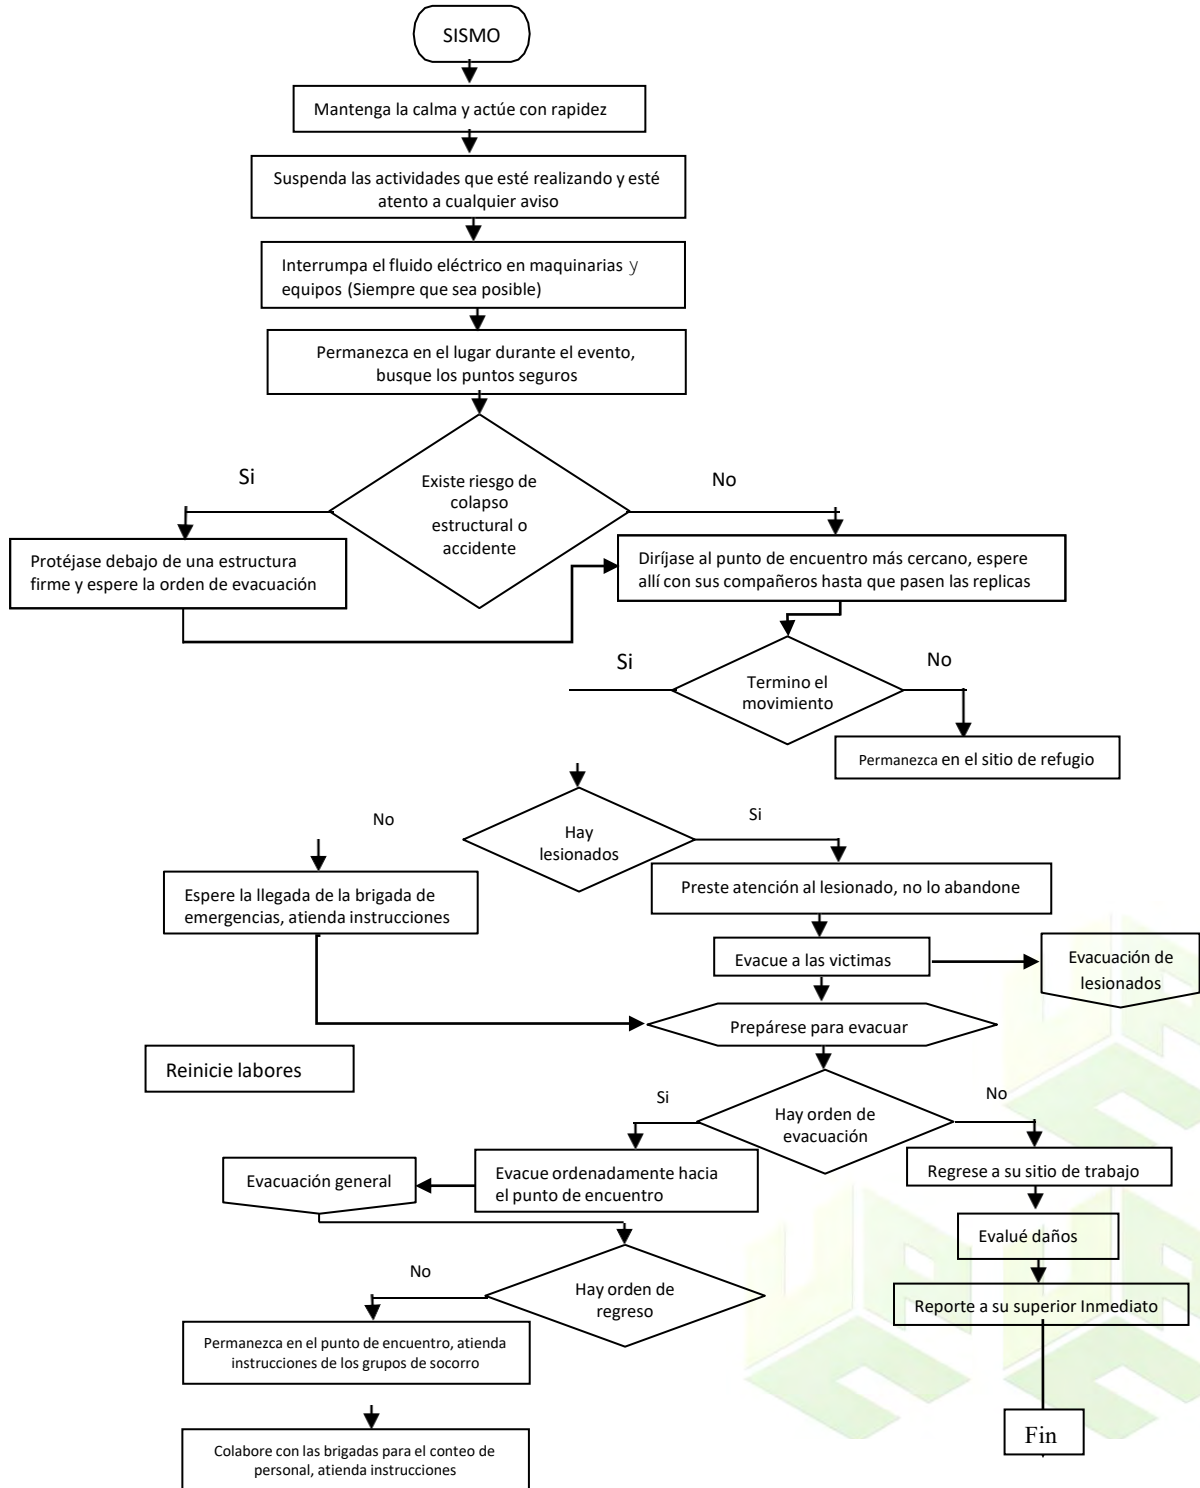 SISMO
Mantenga la calma y actúe con rapidez
Suspenda las actividades que esté realizando y esté
atento a cualquier aviso
Interrumpa el fluido eléctrico en maquinarias y
equipos (Siempre que sea posible)
Permanezca en el lugar durante el evento,
busque los puntos seguros
Si
Existe riesgo de
colapso
estructural o
accidente
No
Protéjase debajo de una estructura
firme y espere la orden de evacuación
Diríjase al punto de encuentro más cercano, espere
allí con sus compañeros hasta que pasen las replicas
Si
Termino el
movimiento
No
Permanezca en el sitio de refugio
No
Hay
lesionados
Si
Espere la llegada de la brigada de
emergencias, atienda instrucciones
Preste atención al lesionado, no lo abandone
Evacue a las victimas
Evacuación de
lesionados
Prepárese para evacuar
Reinicie labores
Si
Hay orden de
evacuación
No
Evacuación general
Evacue ordenadamente hacia
el punto de encuentro
Regrese a su sitio de trabajo
Evalué daños
No
Hay orden de
regreso
Reporte a su superior Inmediato
Permanezca en el punto de encuentro, atienda
instrucciones de los grupos de socorro
Fin
Colabore con las brigadas para el conteo de
personal, atienda instrucciones